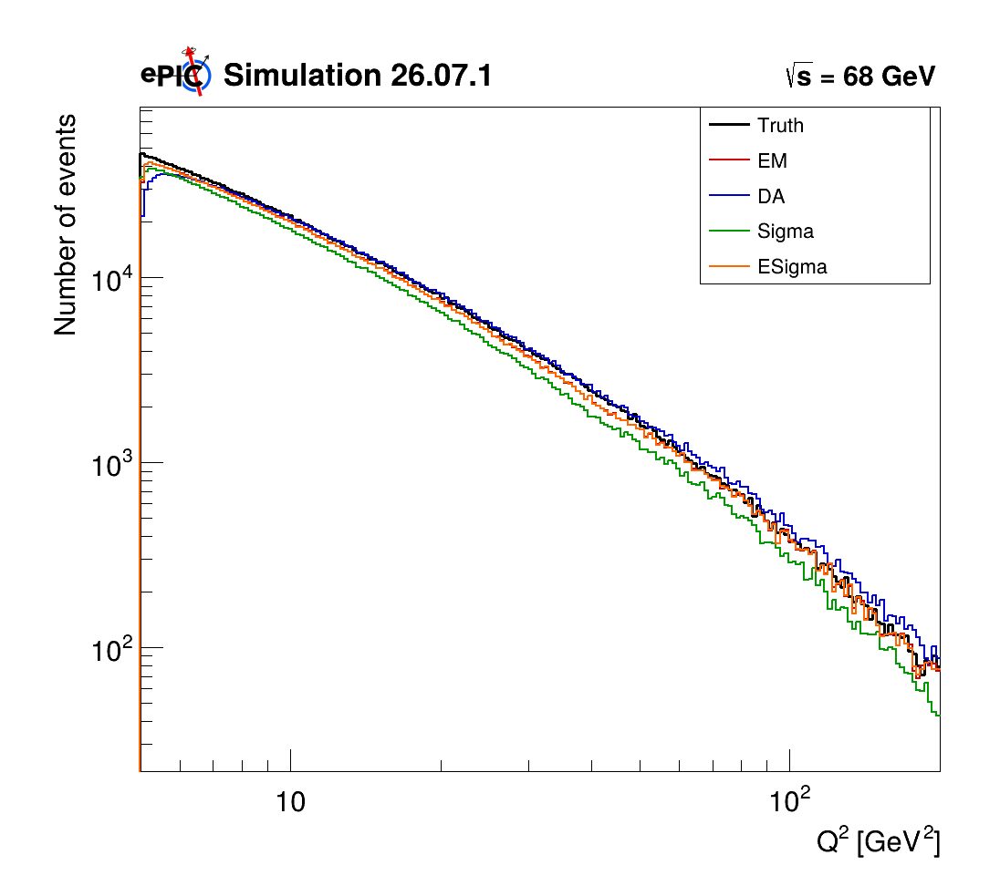 ePIC Simulation 26.07.1 √s = 68 GeV
Truth
EM
DA
Sigma
ESigma
Number of events
10⁴
10³
10²
10 10²
Q² [GeV²]